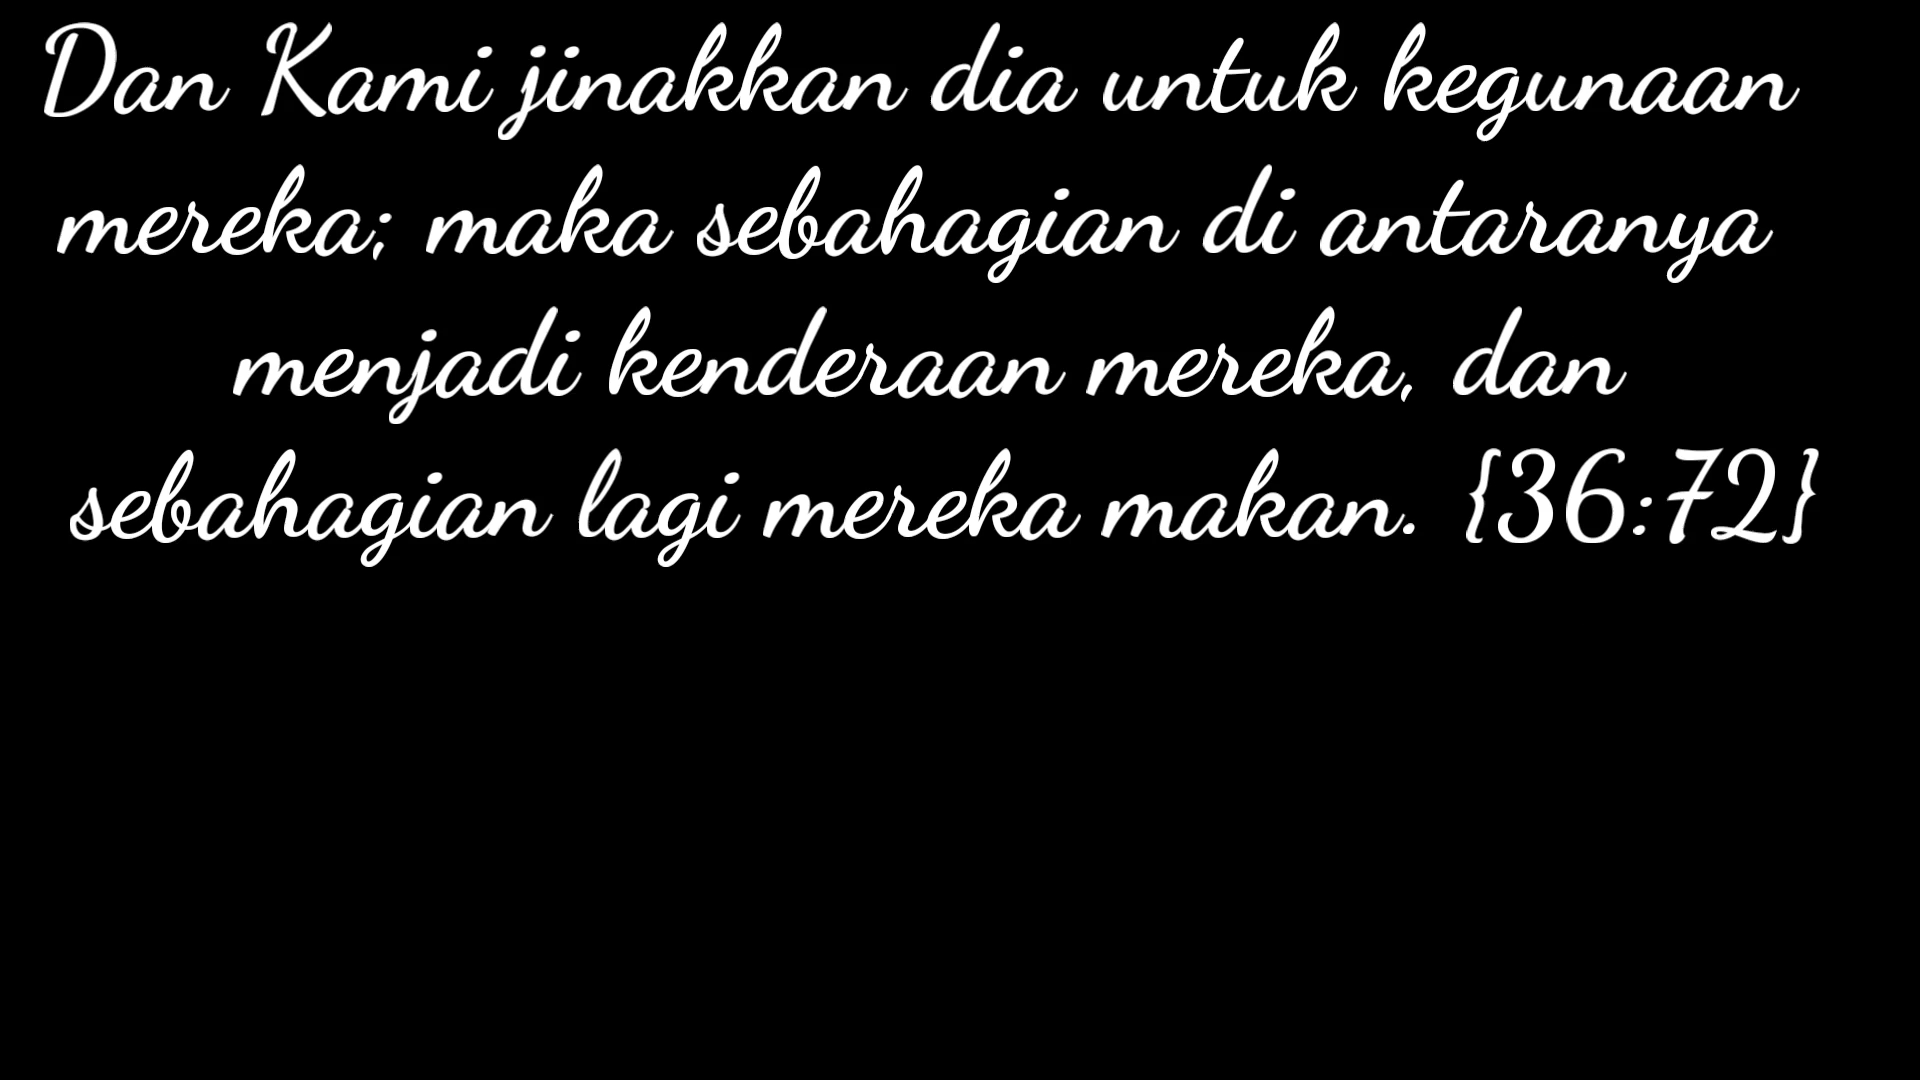 Dan Kami jinakkan dia untuk kegunaan
mereka; maka sebahagian di antaranya
menjadi kenderaan mereka, dan
sebahagian lagi mereka makan. {36:72}